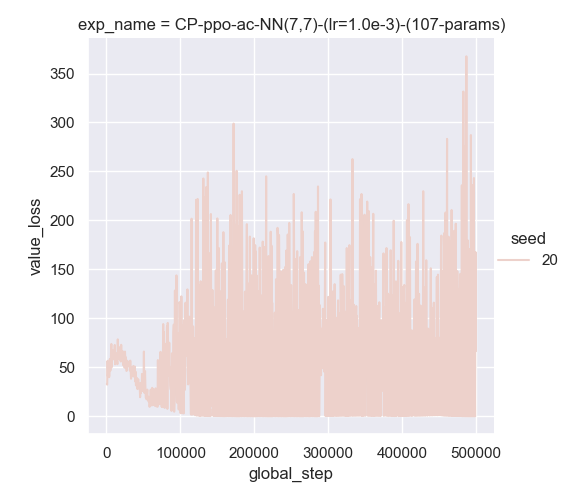 exp_name = CP-ppo-ac-NN(7,7)-(lr=1.0e-3)-(107-params)
350
300
250
200
150
100
50
0
value_loss
0 100000 200000 300000 400000 500000
global_step
seed
20